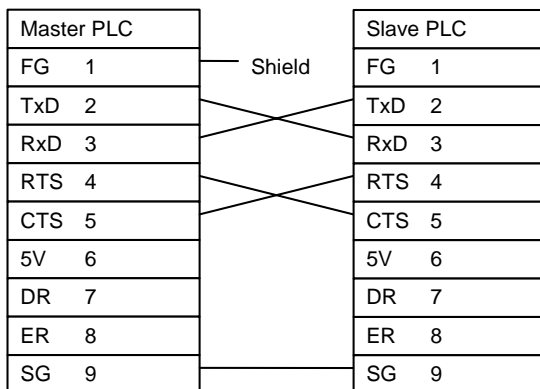 Master PLC
FG 1
TxD 2
RxD 3
RTS 4
CTS 5
5V 6
DR 7
ER 8
SG 9
Shield
Slave PLC
FG 1
TxD 2
RxD 3
RTS 4
CTS 5
5V 6
DR 7
ER 8
SG 9